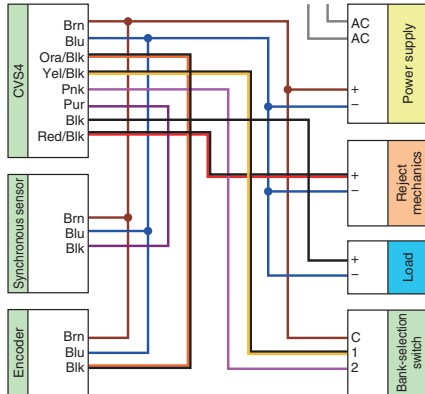 CVS4
Brn
Blu
Ora/Blk
Yel/Blk
Pnk
Pur
Blk
Red/Blk
Synchronous sensor
Brn
Blu
Blk
Encoder
Brn
Blu
Blk
AC
AC
+
−
Power supply
+
−
Reject
mechanics
+
−
Load
C
1
2
Bank-selection
switch